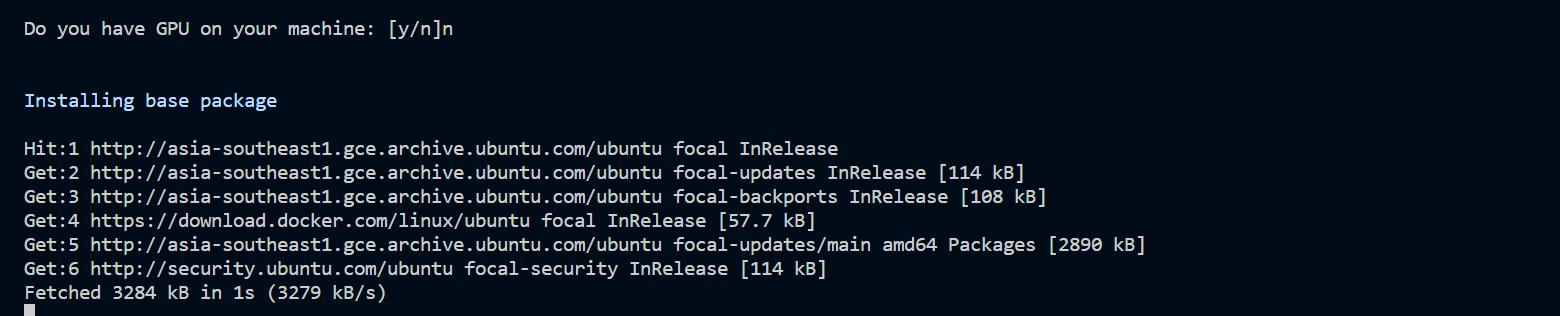 Do you have GPU on your machine: [y/n]n
Installing base package
Hit:1 http://asia-southeast1.gce.archive.ubuntu.com/ubuntu focal InRelease
Get:2 http://asia-southeast1.gce.archive.ubuntu.com/ubuntu focal-updates InRelease [114 kB]
Get:3 http://asia-southeast1.gce.archive.ubuntu.com/ubuntu focal-backports InRelease [108 kB]
Get:4 https://download.docker.com/linux/ubuntu focal InRelease [57.7 kB]
Get:5 http://asia-southeast1.gce.archive.ubuntu.com/ubuntu focal-updates/main amd64 Packages [2890 kB]
Get:6 http://security.ubuntu.com/ubuntu focal-security InRelease [114 kB]
Fetched 3284 kB in 1s (3279 kB/s)